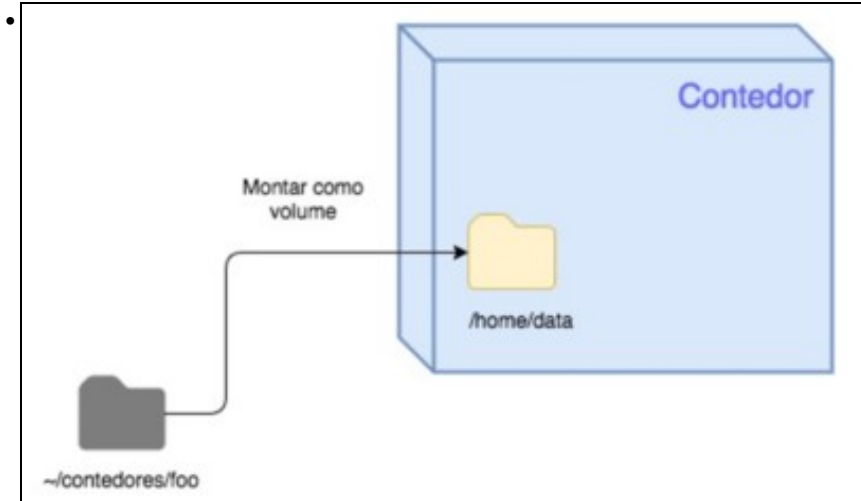 Contedor
Montar como
volume
/home/data
~/contedores/foo